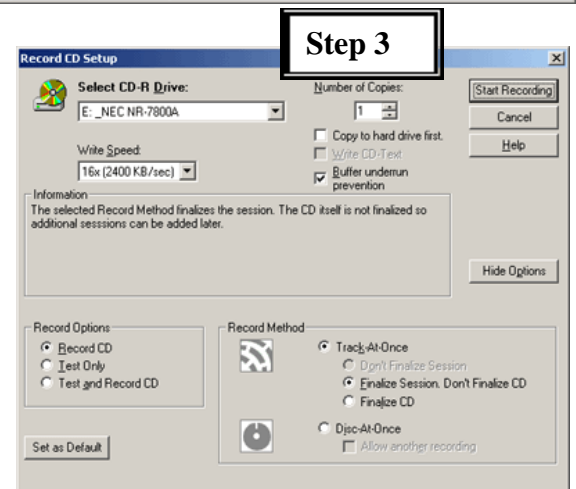 Step 3
Record CD Setup
Select CD-R Drive:
E: _NEC NR-7800A
Write Speed:
16x (2400 KB/sec)
Number of Copies:
1
Copy to hard drive first.
Write CD-Text
Buffer underrun
prevention
Start Recording
Cancel
Help
Information
The selected Record Method finalizes the session. The CD itself is not finalized so
additional sesssions can be added later.
Hide Options
Record Options
Record CD
Test Only
Test and Record CD
Set as Default
Record Method
Track-At-Once
Don't Finalize Session
Finalize Session. Don't Finalize CD
Finalize CD
Disc-At-Once
Allow another recording